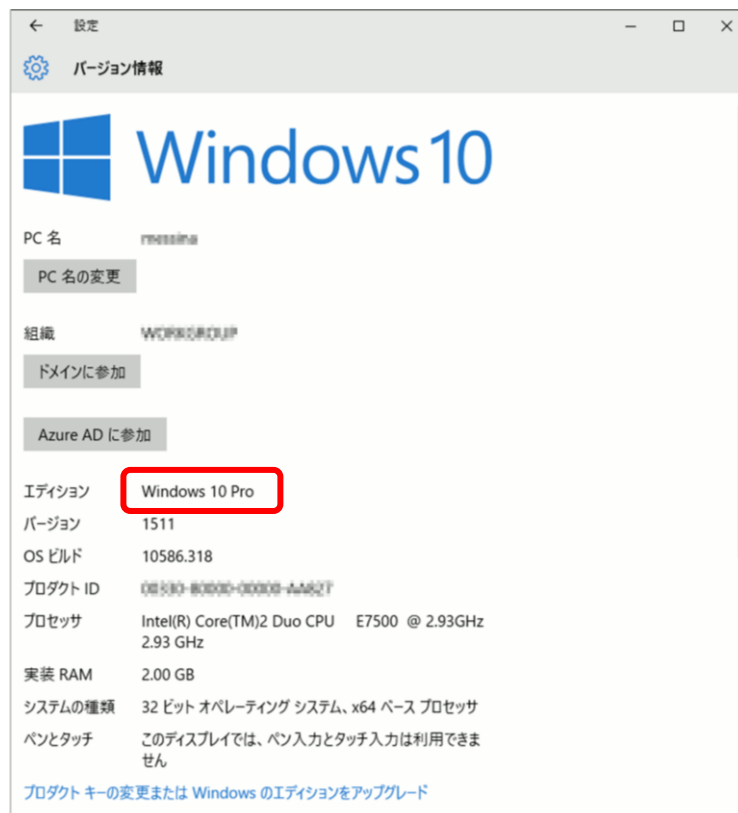 設定
バージョン情報
Windows 10
PC 名
PC 名の変更
組織
ドメインに参加
Azure AD に参加
エディション Windows 10 Pro
バージョン 1511
OS ビルド 10586.318
プロダクト ID
プロセッサ Intel(R) Core(TM)2 Duo CPU E7500 @ 2.93GHz
2.93 GHz
実装 RAM 2.00 GB
システムの種類 32 ビット オペレーティング システム、x64 ベース プロセッサ
ペンとタッチ このディスプレイでは、ペン入力とタッチ入力は利用できま
せん
プロダクト キーの変更または Windows のエディションをアップグレード